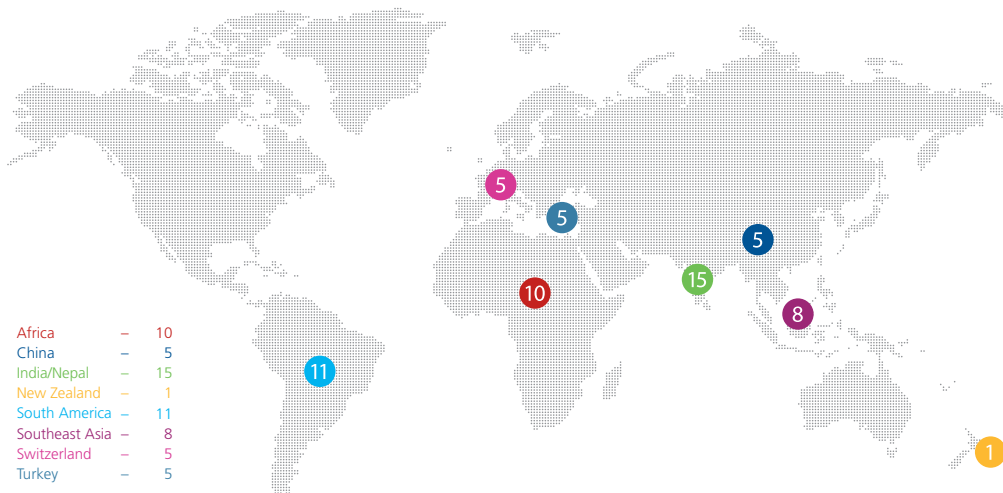 5
5
5
15
10
8
11
1
Africa – 10
China – 5
India/Nepal – 15
New Zealand – 1
South America – 11
Southeast Asia – 8
Switzerland – 5
Turkey – 5